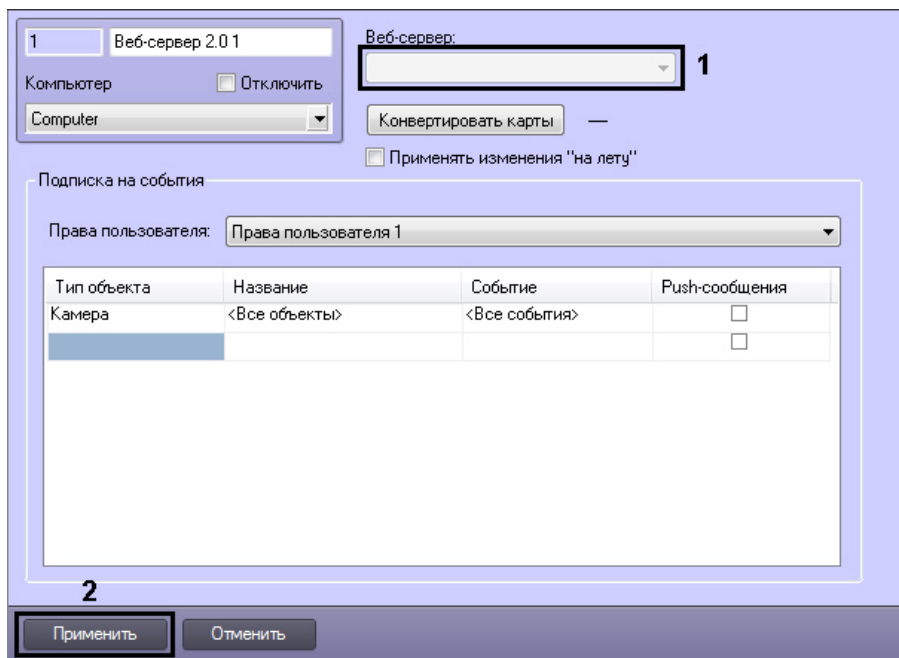 1
Веб-сервер 2.0 1
Компьютер
Отключить
Computer
Веб-сервер:
1
Конвертировать карты
—
Применять изменения "на лету"
Подписка на события
Права пользователя:
Права пользователя 1
Тип объекта Название Событие Push-сообщения
Камера <Все объекты> <Все события>
2
Применить
Отменить